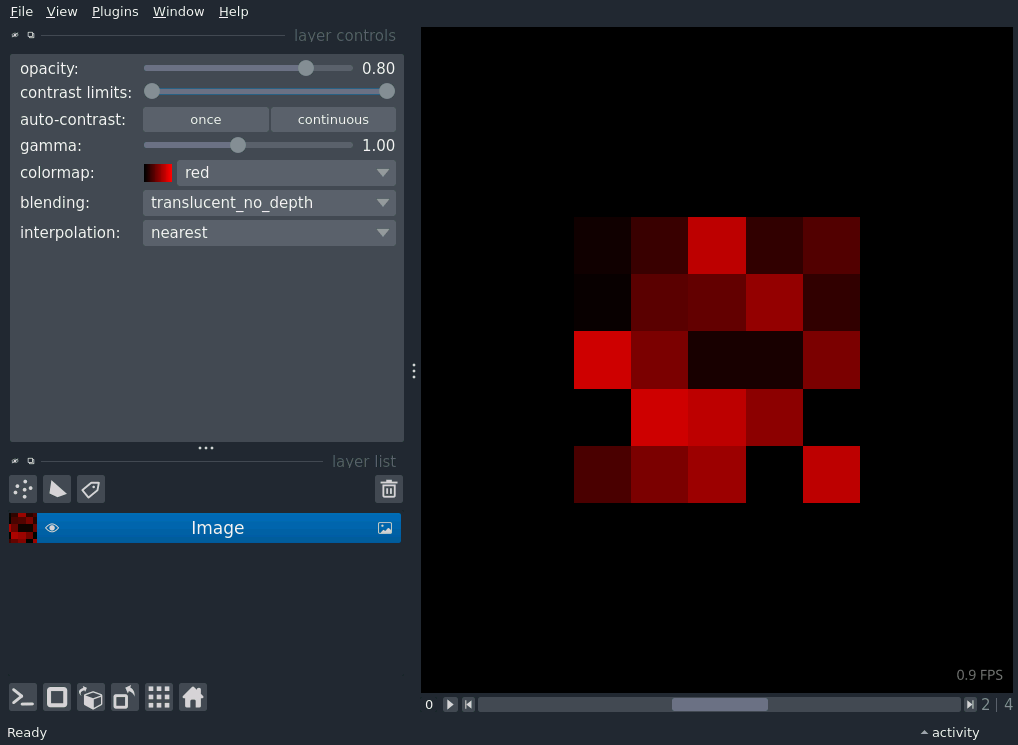 File View Plugins Window Help
layer controls
opacity: 0.80
contrast limits:
auto-contrast: once continuous
gamma: 1.00
colormap: red
blending: translucent_no_depth
interpolation: nearest
layer list
Image
0.9 FPS
0 2 | 4
Ready activity